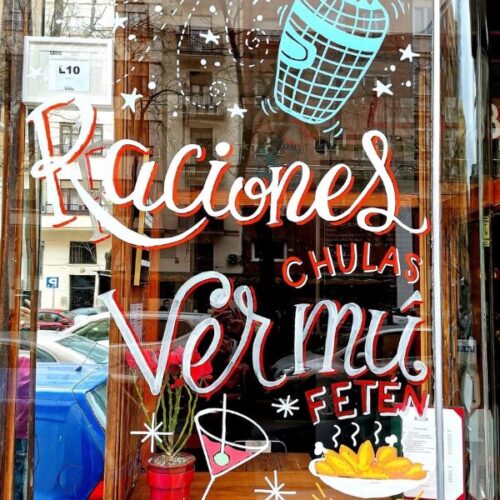 L10
Raciones
CHULAS
Vermú
FETÉN